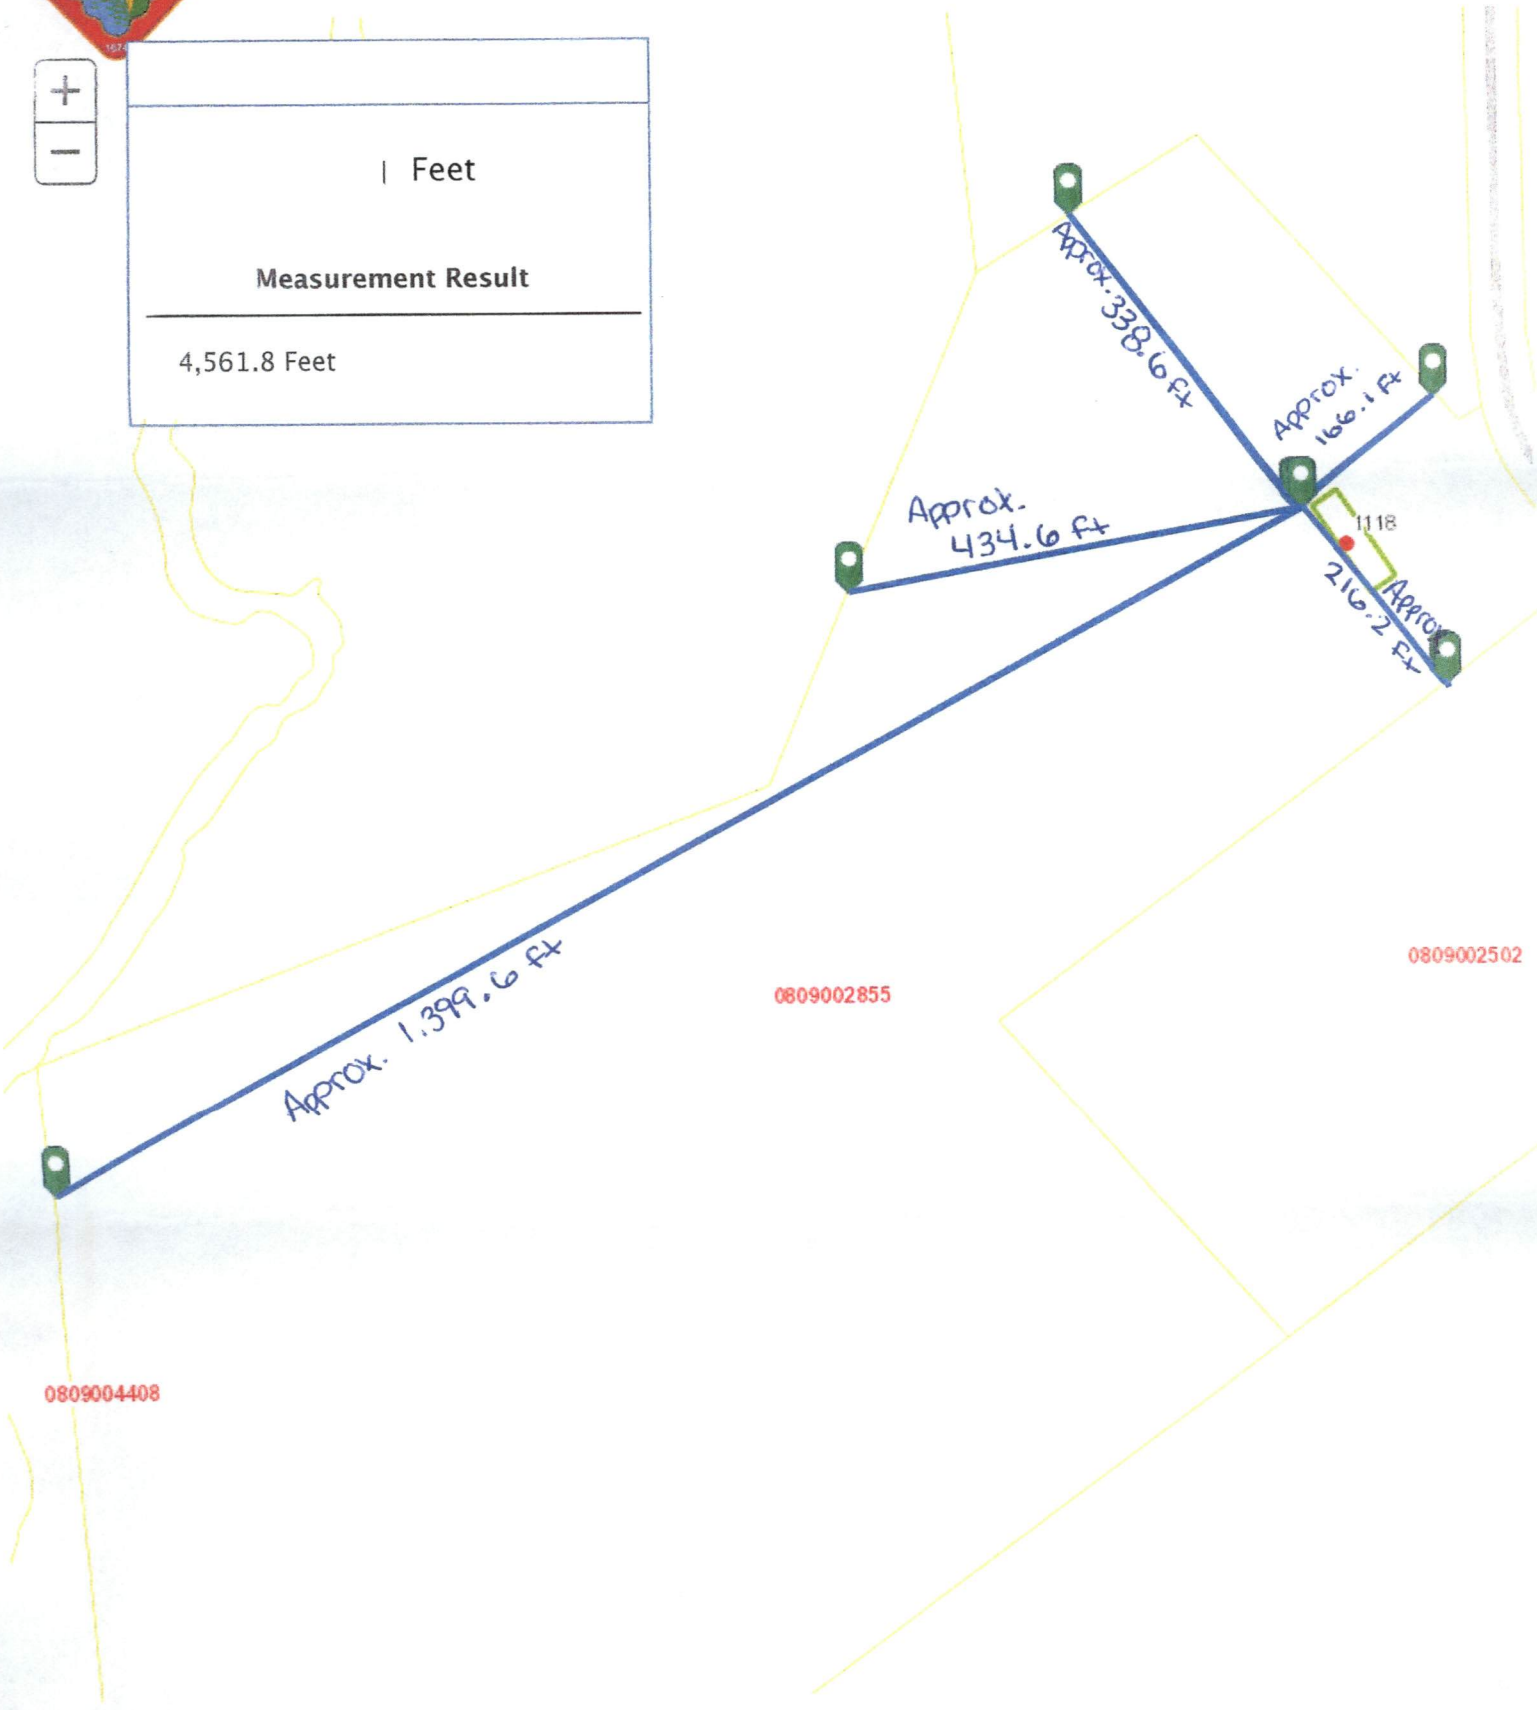 1674
+
−
| Feet
Measurement Result
4,561.8 Feet
Approx. 338.6 ft
Approx.
166.1 ft
Approx.
434.6 ft
1118
Approx
216.2 ft
Approx. 1.399.6 ft
0809002855
0809002502
0809004408